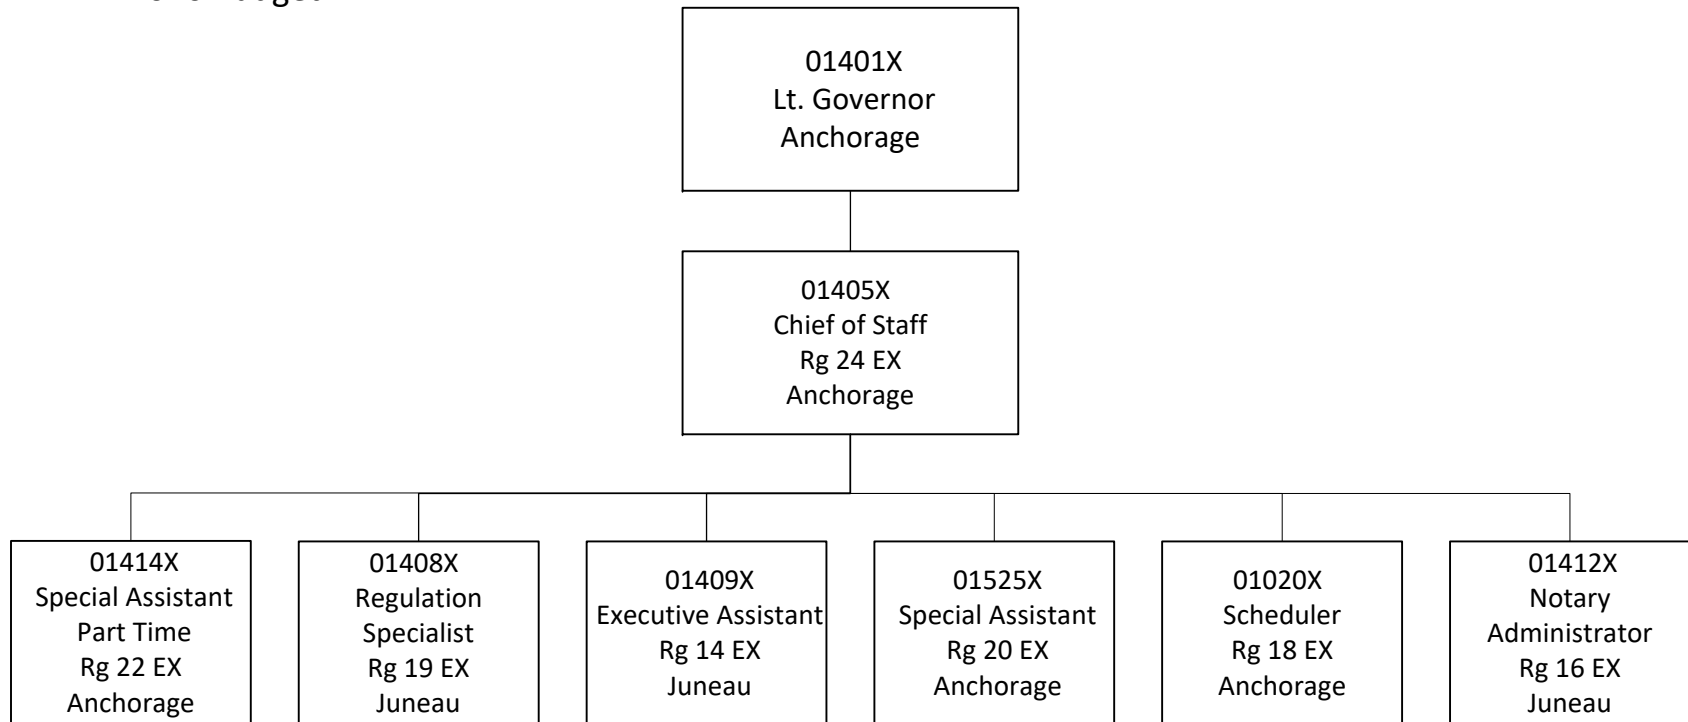 01401X
Lt. Governor
Anchorage
01405X
Chief of Staff
Rg 24 EX
Anchorage
01414X
Special Assistant
Part Time
Rg 22 EX
Anchorage
01408X
Regulation
Specialist
Rg 19 EX
Juneau
01409X
Executive Assistant
Rg 14 EX
Juneau
01525X
Special Assistant
Rg 20 EX
Anchorage
01020X
Scheduler
Rg 18 EX
Anchorage
01412X
Notary
Administrator
Rg 16 EX
Juneau